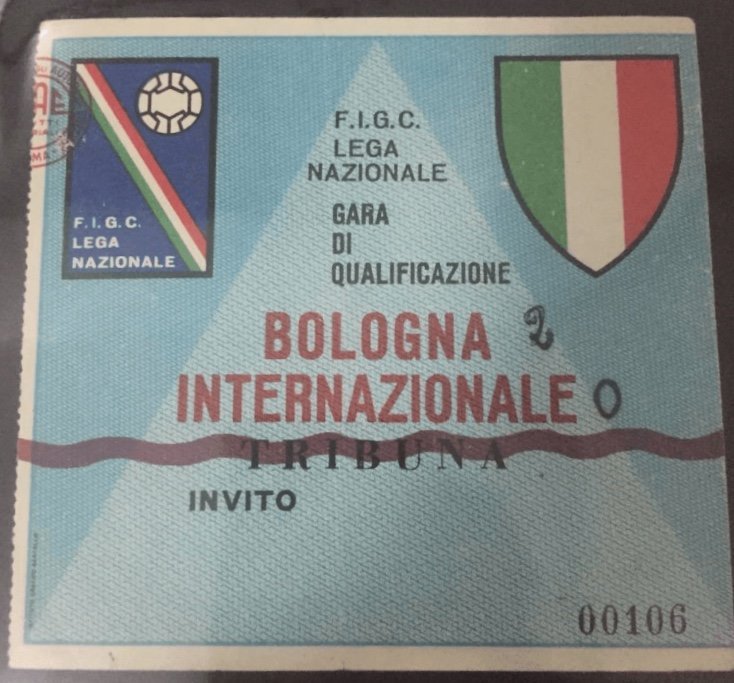 F.I.G.C.
LEGA
NAZIONALE
F.I.G.C.
LEGA
NAZIONALE
GARA
DI
QUALIFICAZIONE
BOLOGNA 2
INTERNAZIONALE 0
TRIBUNA
INVITO
00106